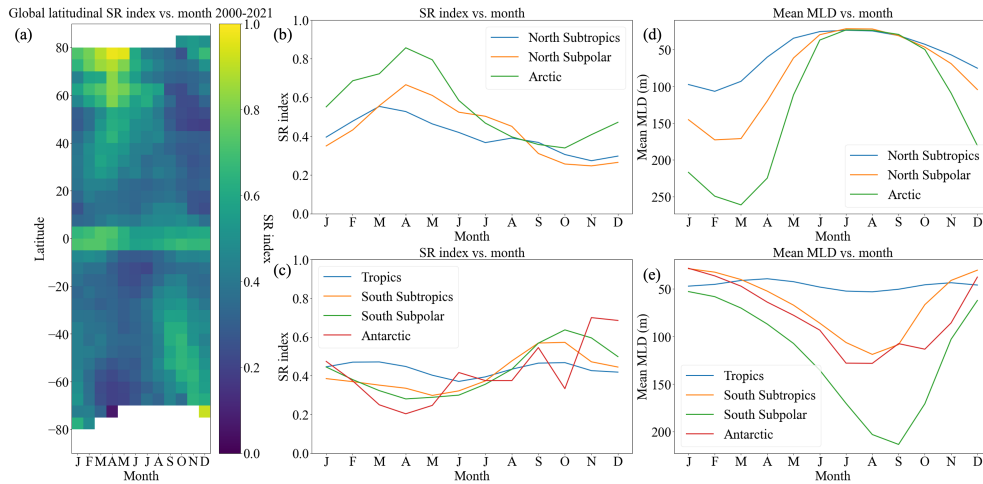 Global latitudinal SR index vs. month 2000-2021
(a)
80
60
40
20
0
−20
−40
−60
−80
Latitude
J F M A M J J A S O N D
Month
1.0
0.8
0.6
0.4
0.2
0.0
SR index
SR index vs. month
(b)
1.0
0.8
0.6
0.4
0.2
0.0
SR index
North Subtropics
North Subpolar
Arctic
J F M A M J J A S O N D
Month
SR index vs. month
(c)
1.0
0.8
0.6
0.4
0.2
0.0
SR index
Tropics
South Subtropics
South Subpolar
Antarctic
J F M A M J J A S O N D
Month
Mean MLD vs. month
(d)
50
100
150
200
250
Mean MLD (m)
North Subtropics
North Subpolar
Arctic
J F M A M J J A S O N D
Month
Mean MLD vs. month
(e)
50
100
150
200
Mean MLD (m)
Tropics
South Subtropics
South Subpolar
Antarctic
J F M A M J J A S O N D
Month